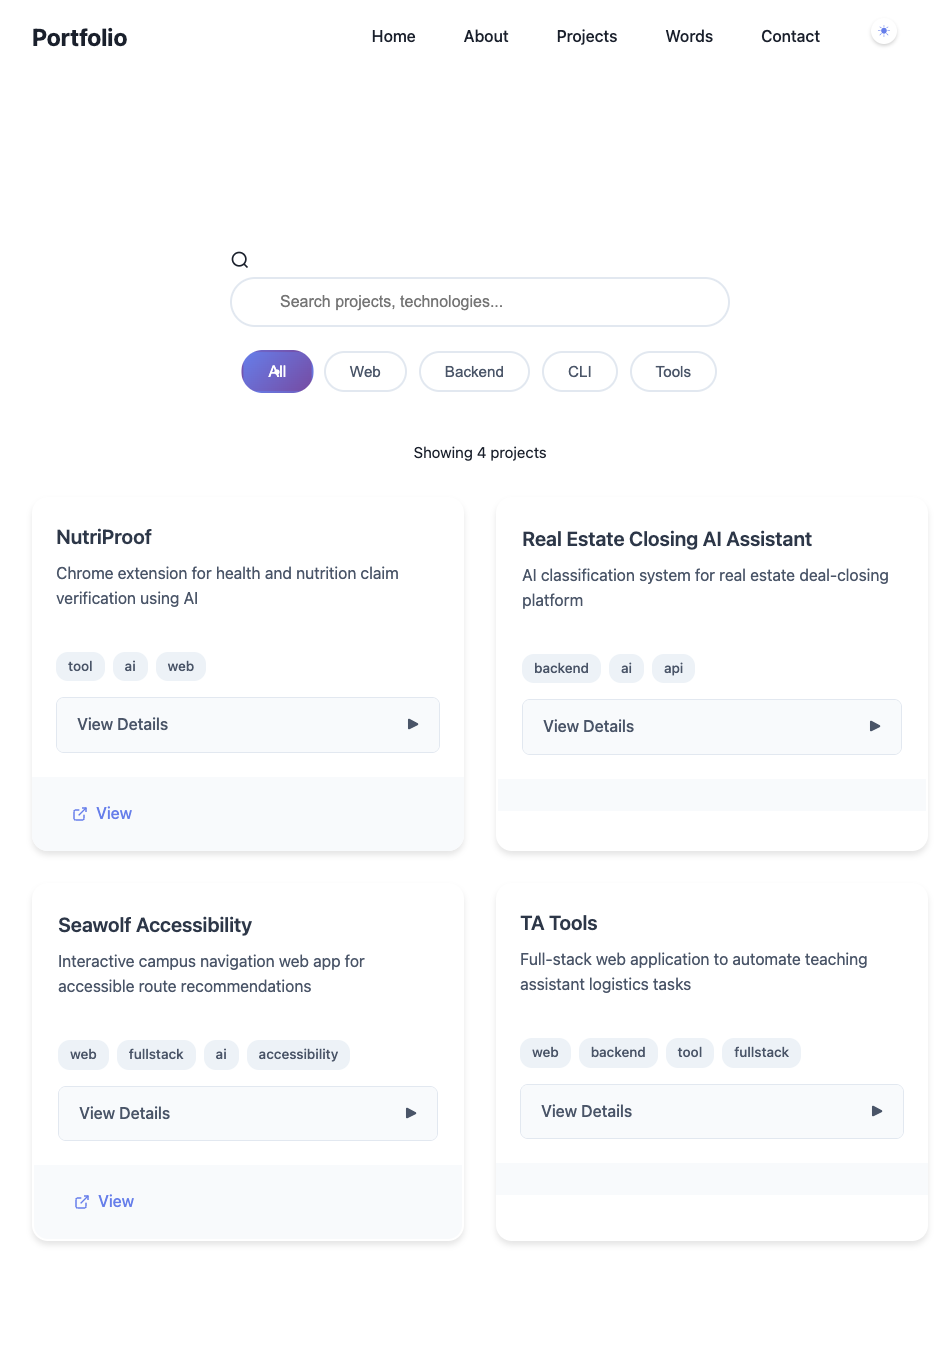 Portfolio
Home About Projects Words Contact
Search projects, technologies...
All Web Backend CLI Tools
Showing 4 projects
NutriProof
Chrome extension for health and nutrition claim
verification using AI
tool ai web
View Details
View
Real Estate Closing AI Assistant
AI classification system for real estate deal-closing
platform
backend ai api
View Details
Seawolf Accessibility
Interactive campus navigation web app for
accessible route recommendations
web fullstack ai accessibility
View Details
View
TA Tools
Full-stack web application to automate teaching
assistant logistics tasks
web backend tool fullstack
View Details